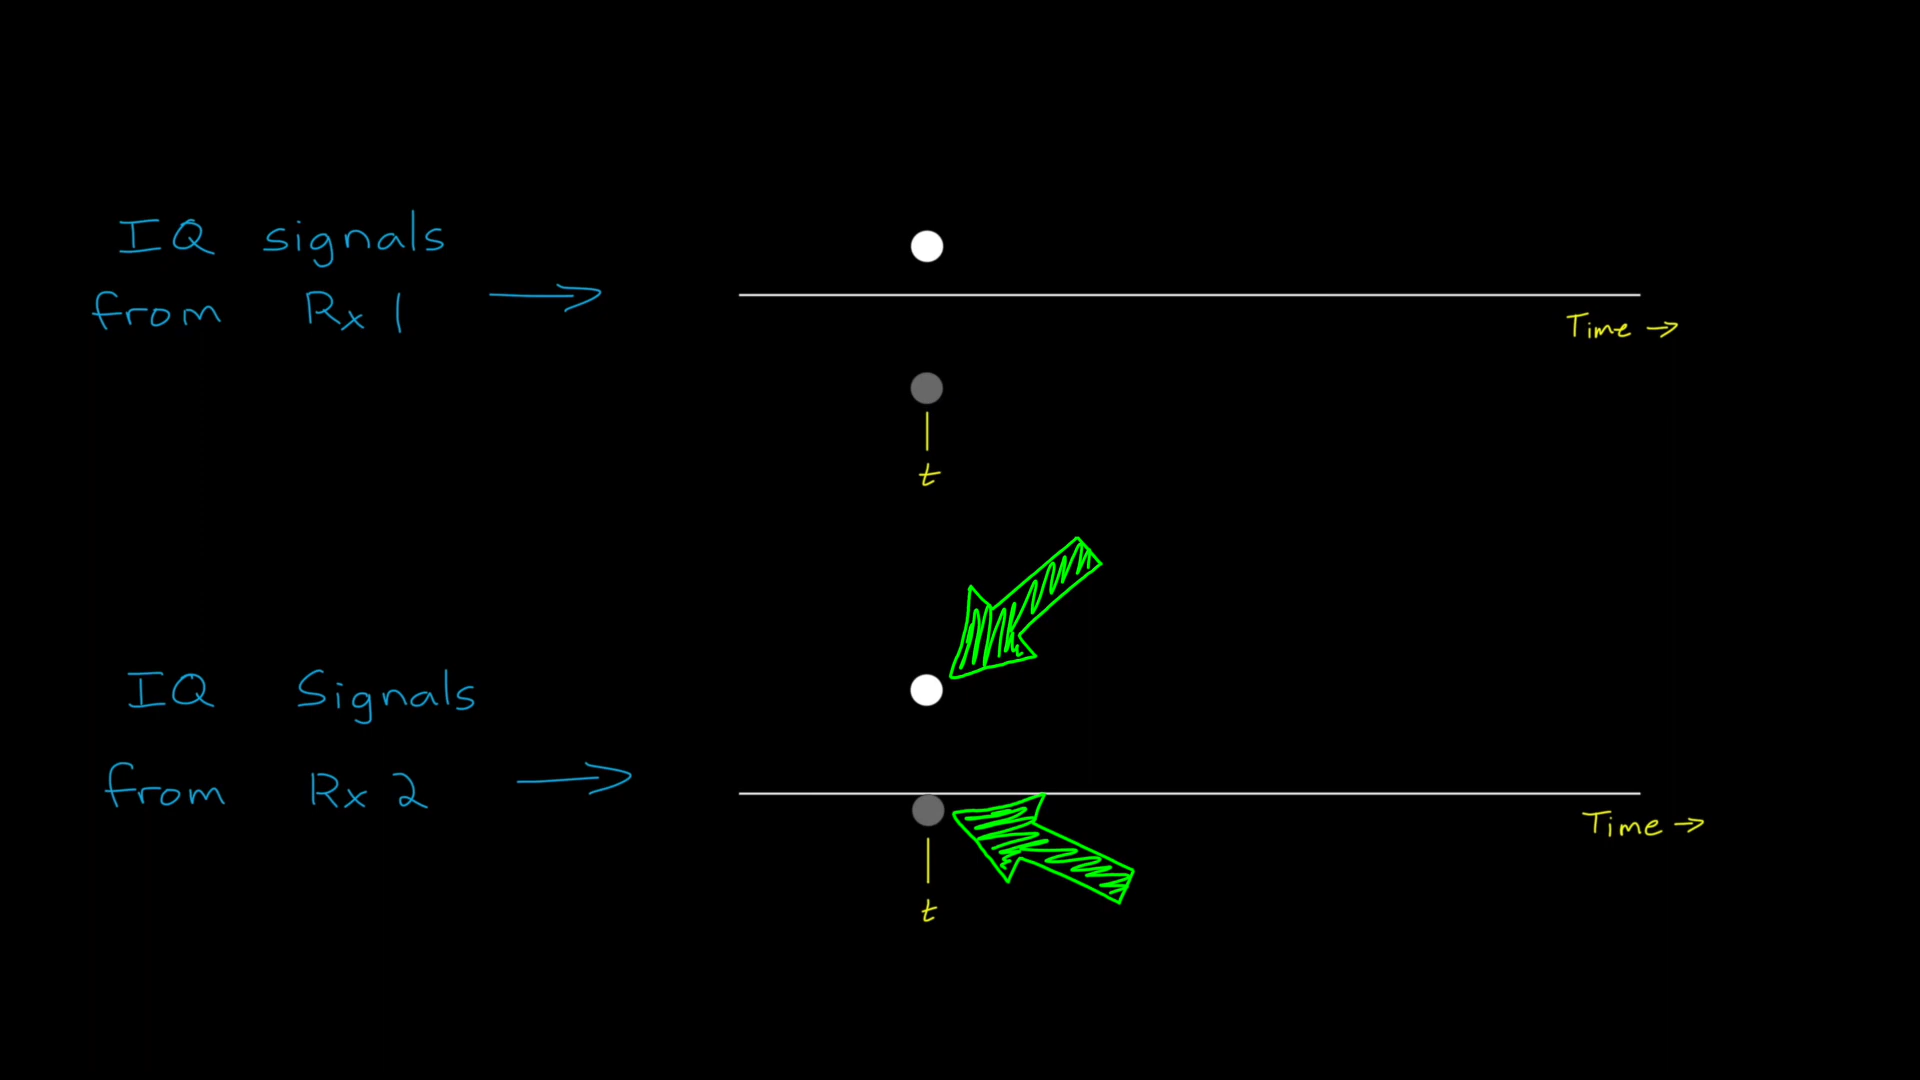 IQ signals
from Rx 1 →
Time →
t
IQ Signals
from Rx 2 →
Time →
t